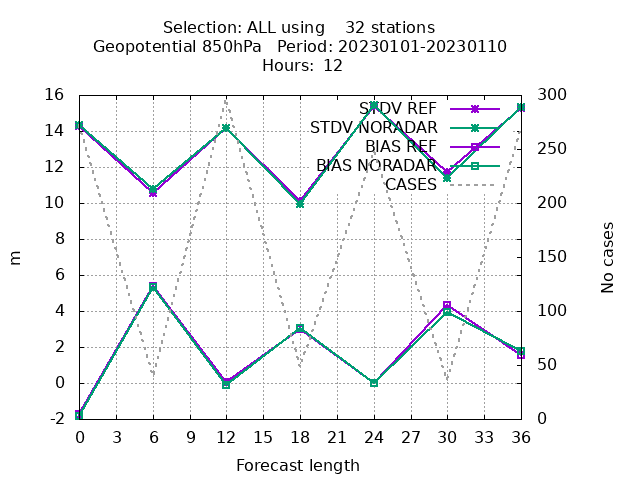 Selection: ALL using    32 stations
Geopotential 850hPa   Period: 20230101-20230110
Hours: 12
STDV REF
STDV NORADAR
BIAS REF
BIAS NORADAR
CASES
16
14
12
10
8
6
4
2
0
-2
300
250
200
150
100
50
0
m
No cases
0 3 6 9 12 15 18 21 24 27 30 33 36
Forecast length